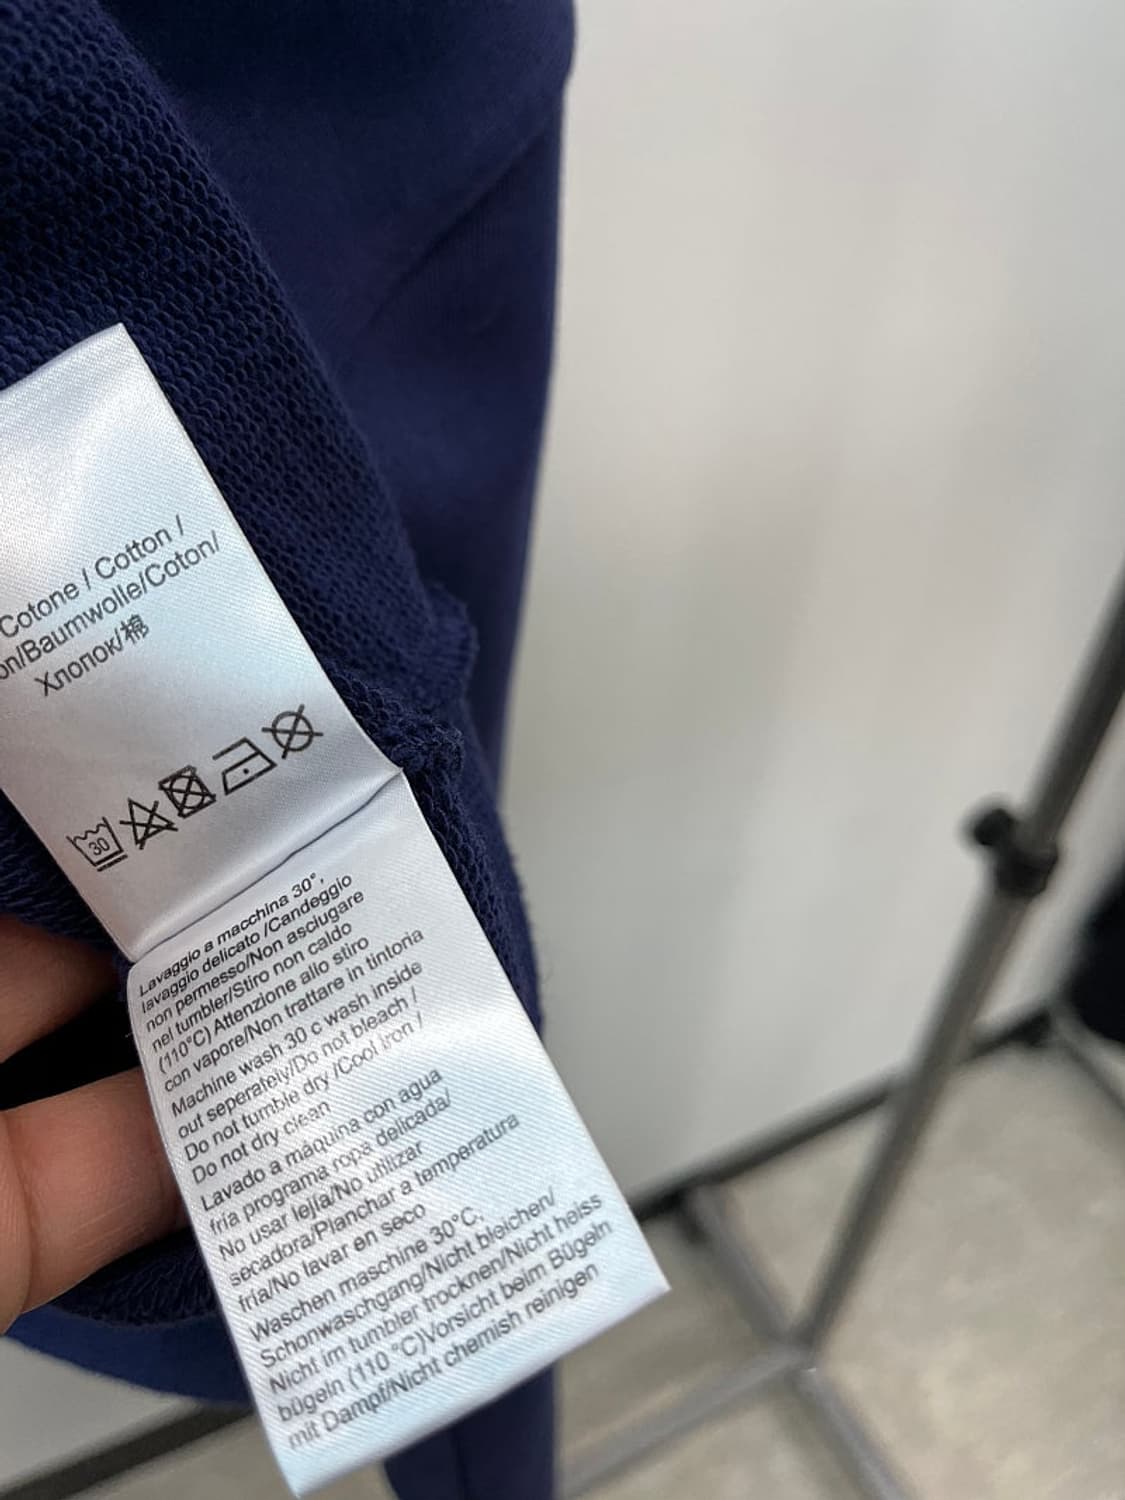 Cotone / Cotton /
on/Baumwolle/Coton/
Хлопок/棉
30
Lavaggio a macchina 30°,
lavaggio delicato /Candeggio
non permesso/Non asciugare
nel tumbler/Stiro non caldo
(110°C) Attenzione allo stiro
con vapore/Non trattare in tintoria
Machine wash 30 c wash inside
out seperately/Do not bleach /
Do not tumble dry /Cool iron /
Do not dry clean
Lavado a máquina con agua
fría programa ropa delicada/
No usar lejía/No utilizar
secadora/Planchar a temperatura
fría/No lavar en seco
Waschen maschine 30°C,
Schonwaschgang/Nicht bleichen/
Nicht im tumbler trocknen/Nicht heiss
bügeln (110 °C)Vorsicht beim Bügeln
mit Dampf/Nicht chemish reinigen